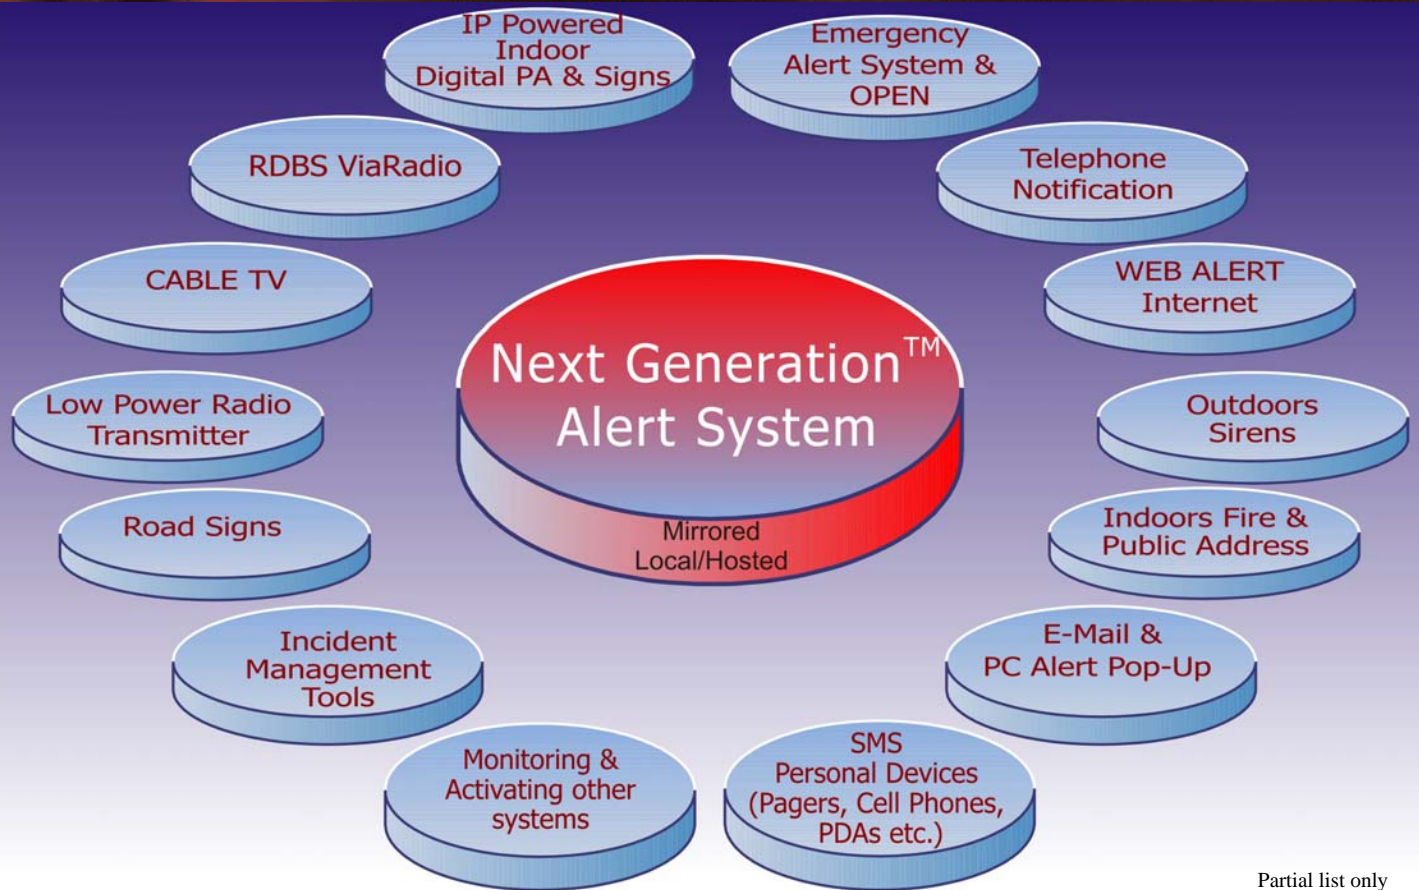 IP Powered
Indoor
Digital PA & Signs
Emergency
Alert System &
OPEN
RDBS ViaRadio
Telephone
Notification
CABLE TV
WEB ALERT
Internet
Next Generation™
Alert System
Mirrored
Local/Hosted
Low Power Radio
Transmitter
Outdoors
Sirens
Road Signs
Indoors Fire &
Public Address
Incident
Management
Tools
E-Mail &
PC Alert Pop-Up
Monitoring &
Activating other
systems
SMS
Personal Devices
(Pagers, Cell Phones,
PDAs etc.)
Partial list only